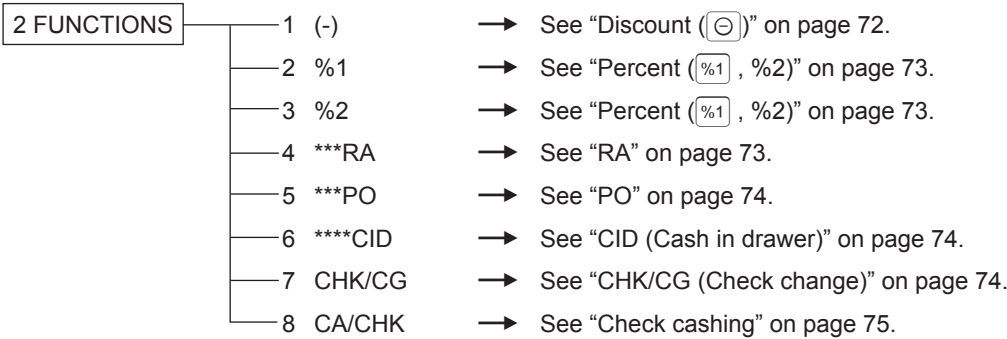 2 FUNCTIONS
1 (-) See “Discount (⊖)” on page 72.
2 %1 See “Percent (%1 , %2)” on page 73.
3 %2 See “Percent (%1 , %2)” on page 73.
4 ***RA See “RA” on page 73.
5 ***PO See “PO” on page 74.
6 ****CID See “CID (Cash in drawer)” on page 74.
7 CHK/CG See “CHK/CG (Check change)” on page 74.
8 CA/CHK See “Check cashing” on page 75.